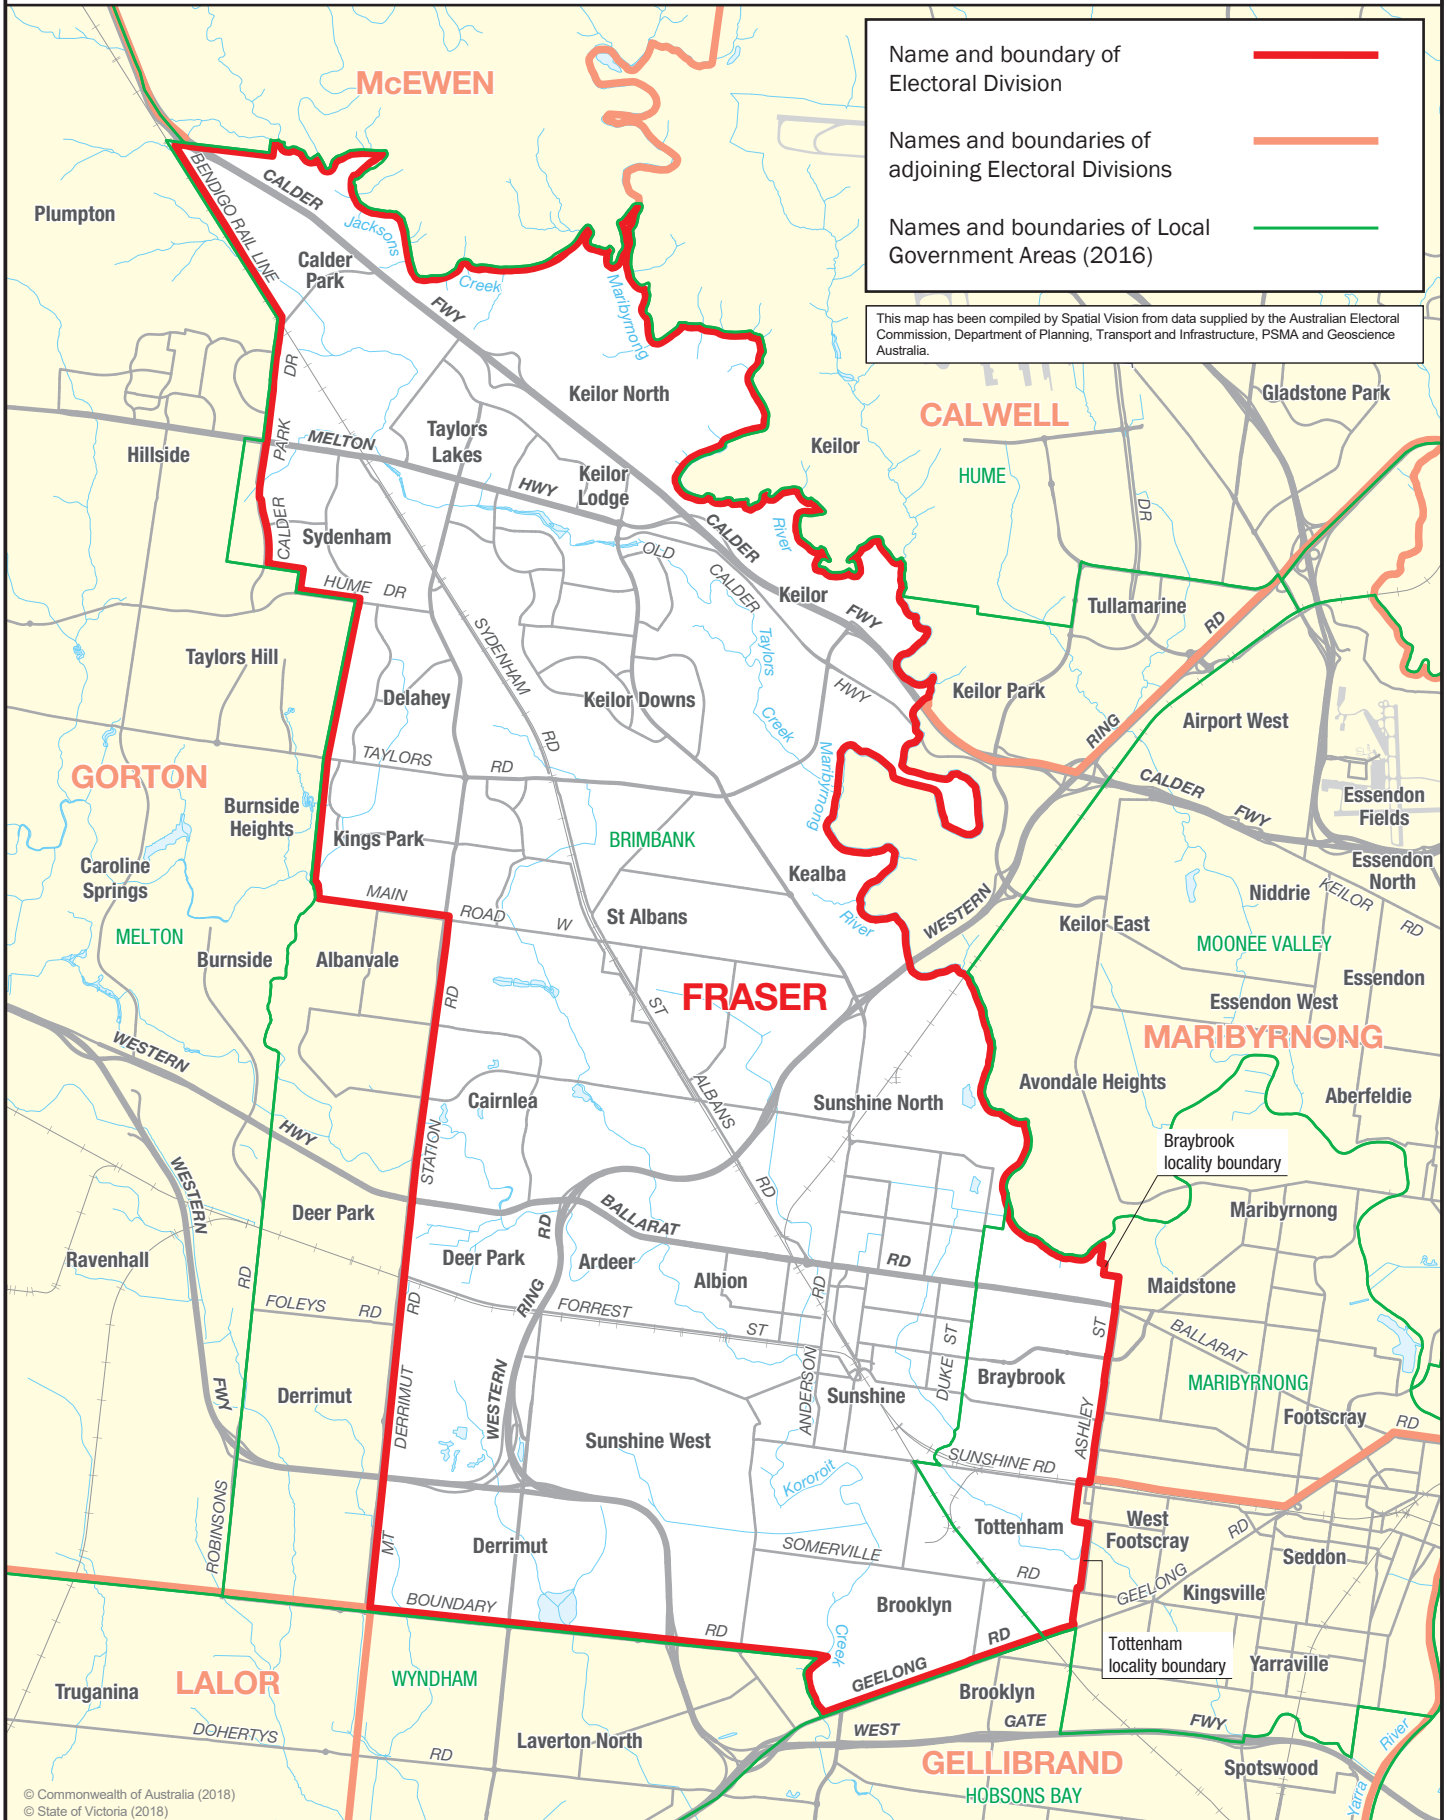 Name and boundary of
Electoral Division
Names and boundaries of
adjoining Electoral Divisions
Names and boundaries of Local
Government Areas (2016)
This map has been compiled by Spatial Vision from data supplied by the Australian Electoral
Commission, Department of Planning, Transport and Infrastructure, PSMA and Geoscience
Australia.
McEWEN
Plumpton
BENDIGO RAIL LINE
CALDER
Jacksons
Creek
Calder
Park
FWY
Maribyrnong
DR
Keilor North
CALWELL
Gladstone Park
Hillside
PARK
MELTON
Taylors
Lakes
Keilor
HUME
HWY
Keilor
Lodge
CALDER
Sydenham
CALDER
River
DR
OLD
CALDER
HUME DR
Keilor
FWY
Tullamarine
RD
SYDENHAM
Taylors
Taylors Hill
Delahey
Keilor Downs
HWY
Keilor Park
Creek
Airport West
RING
RD
TAYLORS
RD
Maribyrnong
GORTON
CALDER
FWY
Essendon
Fields
Burnside
Heights
Kings Park
BRIMBANK
Caroline
Springs
Kealba
Essendon
North
MAIN
ROAD
W
St Albans
River
WESTERN
Niddrie
KEILOR
RD
Keilor East
MELTON
MOONEE VALLEY
Burnside
Albanvale
Essendon
RD
ST
FRASER
Essendon West
MARIBYRNONG
WESTERN
Cairnlea
ALBANS
Sunshine North
Avondale Heights
Aberfeldie
HWY
STATION
Braybrook
locality boundary
WESTERN
RD
Deer Park
RD
BALLARAT
Maribyrnong
Ravenhall
Deer Park
Ardeer
RD
Albion
Maidstone
RD
FOLEYS
RD
RD
RING
FORREST
ST
RD
ST
BALLARAT
DUKE
ST
ANDERSON
Braybrook
MARIBYRNONG
FWY
Derrimut
DERRIMUT
WESTERN
Sunshine
Footscray
RD
Sunshine West
ASHLEY
SUNSHINE RD
Kororoit
ROBINSONS
MT
Derrimut
Tottenham
West
Footscray
RD
SOMERVILLE
RD
Seddon
GEELONG
Kingsville
BOUNDARY
RD
Brooklyn
Creek
RD
GEELONG
Tottenham
locality boundary
Yarraville
LALOR
WYNDHAM
Truganina
Brooklyn
DOHERTYS
RD
Laverton North
WEST
GATE
FWY
River
GELLIBRAND
Spotswood
HOBSONS BAY
Yarra
© Commonwealth of Australia (2018)
© State of Victoria (2018)